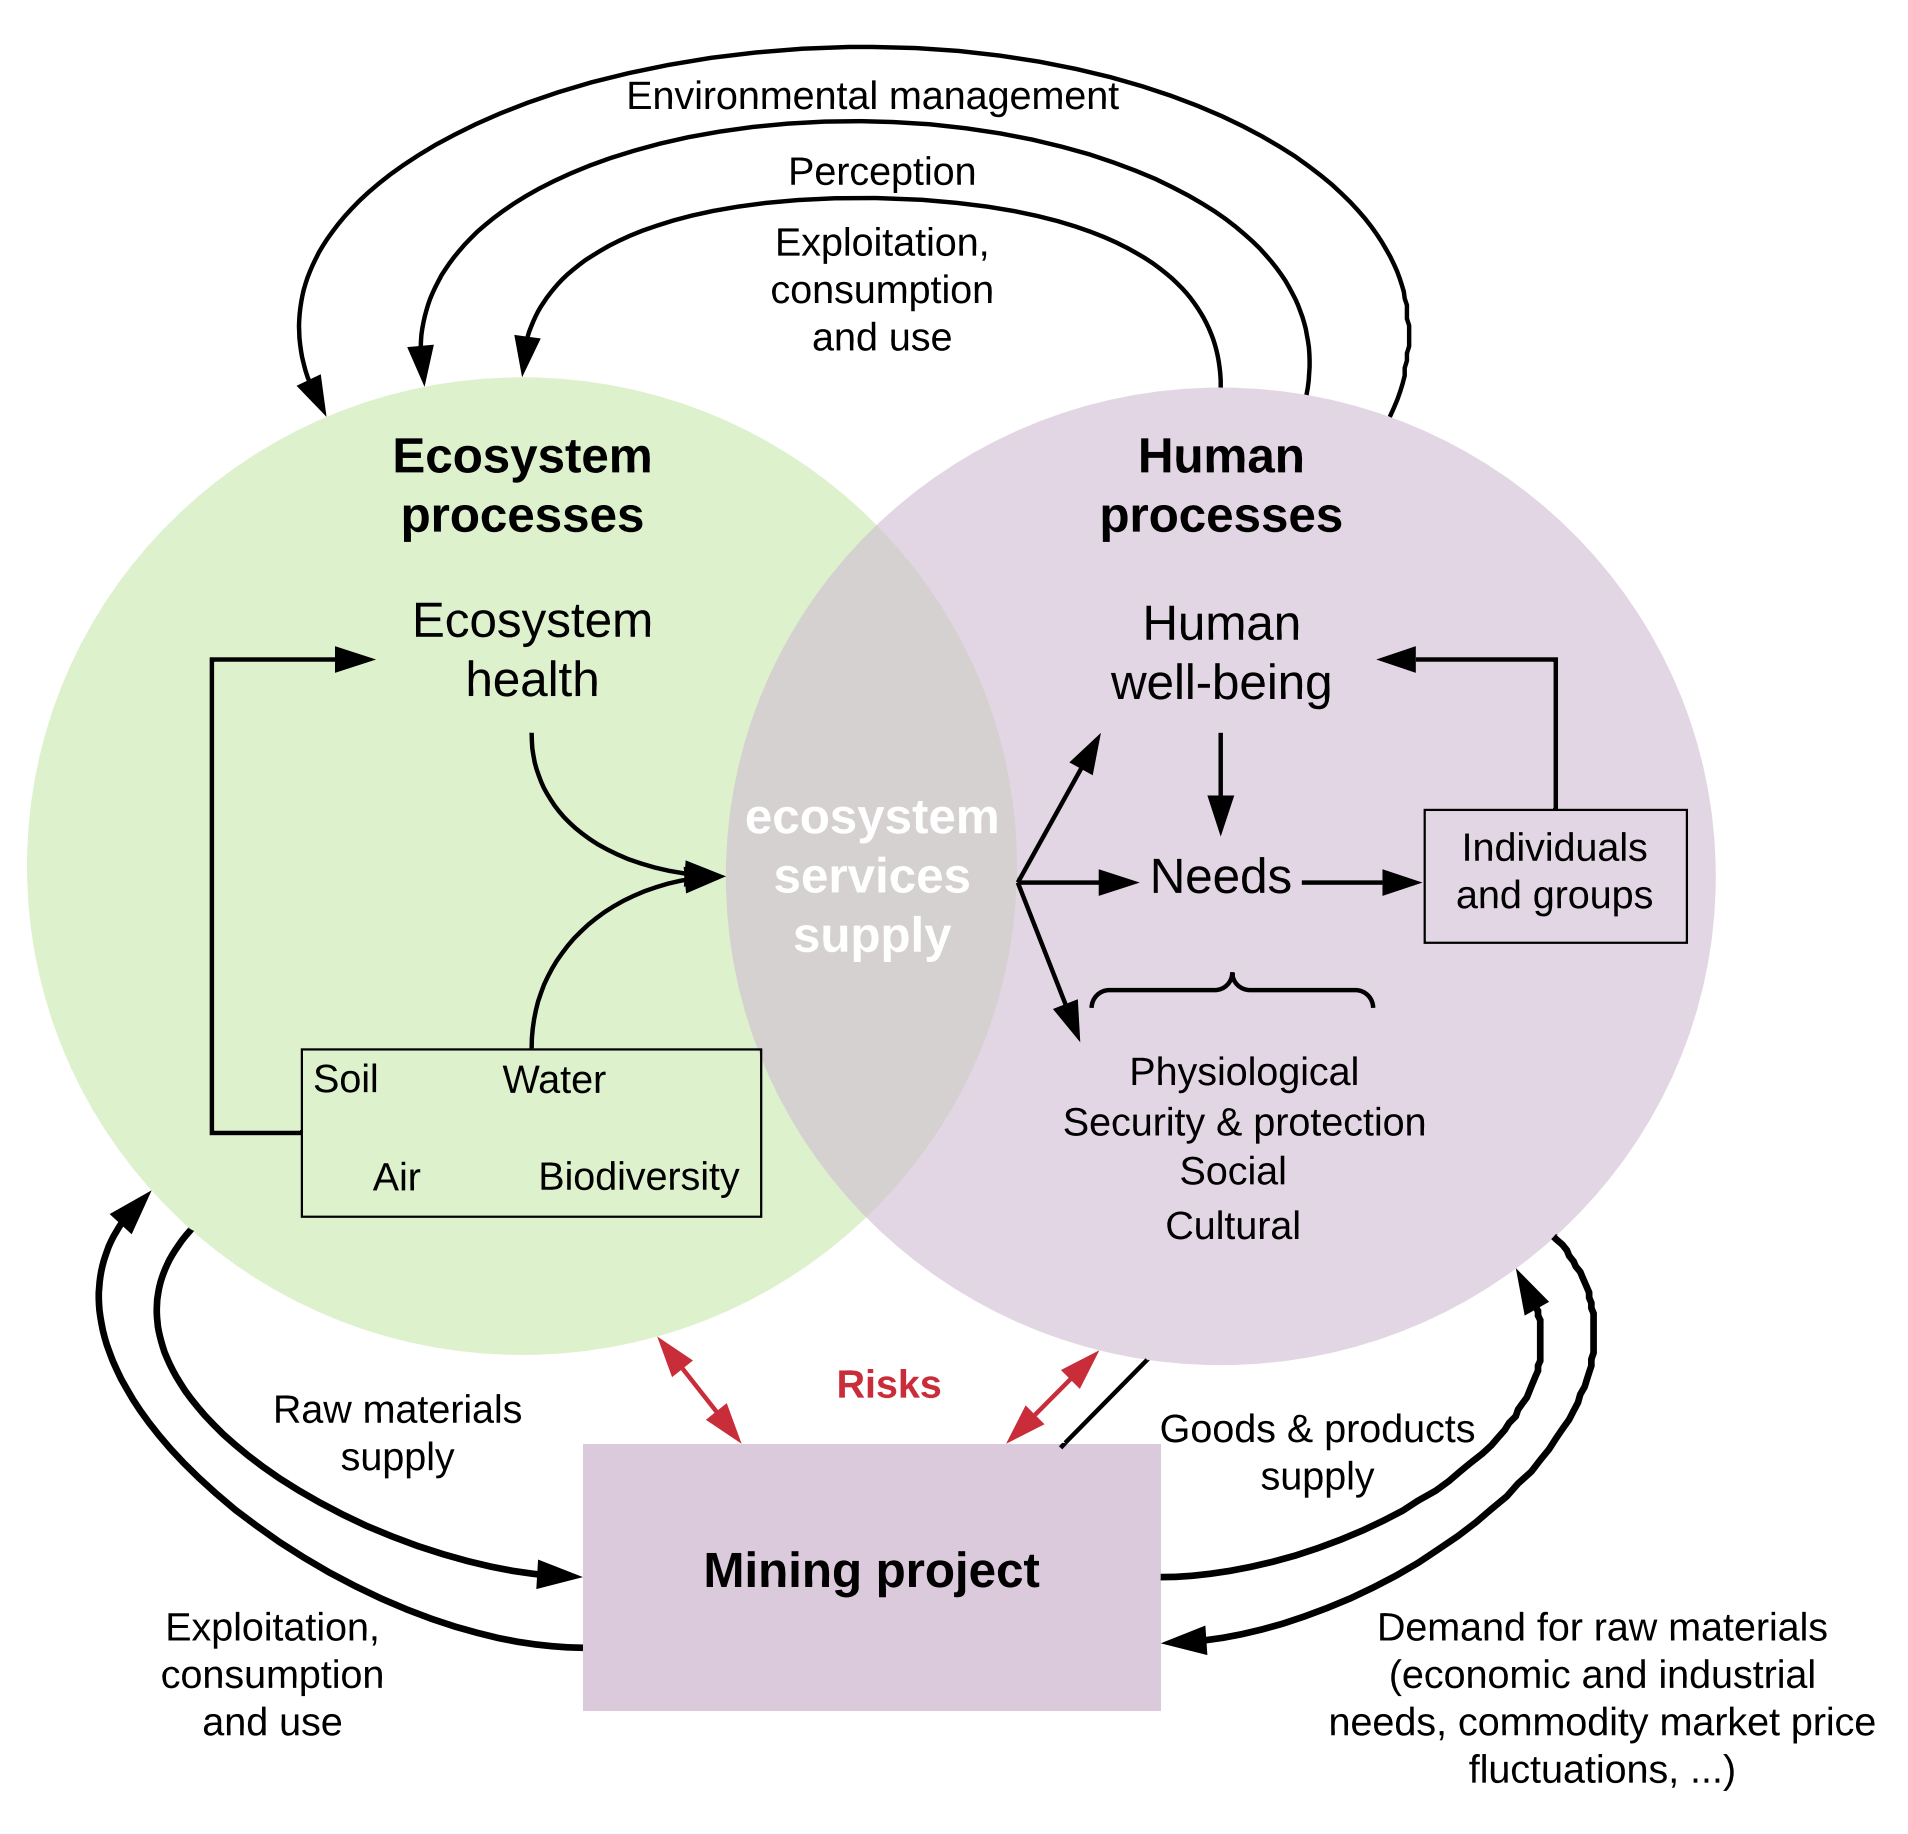 Environmental management
Perception
Exploitation,
consumption
and use
Ecosystem
processes
Human
processes
Ecosystem
health
Human
well-being
ecosystem
services
supply
Needs
Individuals
and groups
Soil
Water
Air
Biodiversity
Physiological
Security & protection
Social
Cultural
Risks
Raw materials
supply
Goods & products
supply
Mining project
Exploitation,
consumption
and use
Demand for raw materials
(economic and industrial
needs, commodity market price
fluctuations, ...)